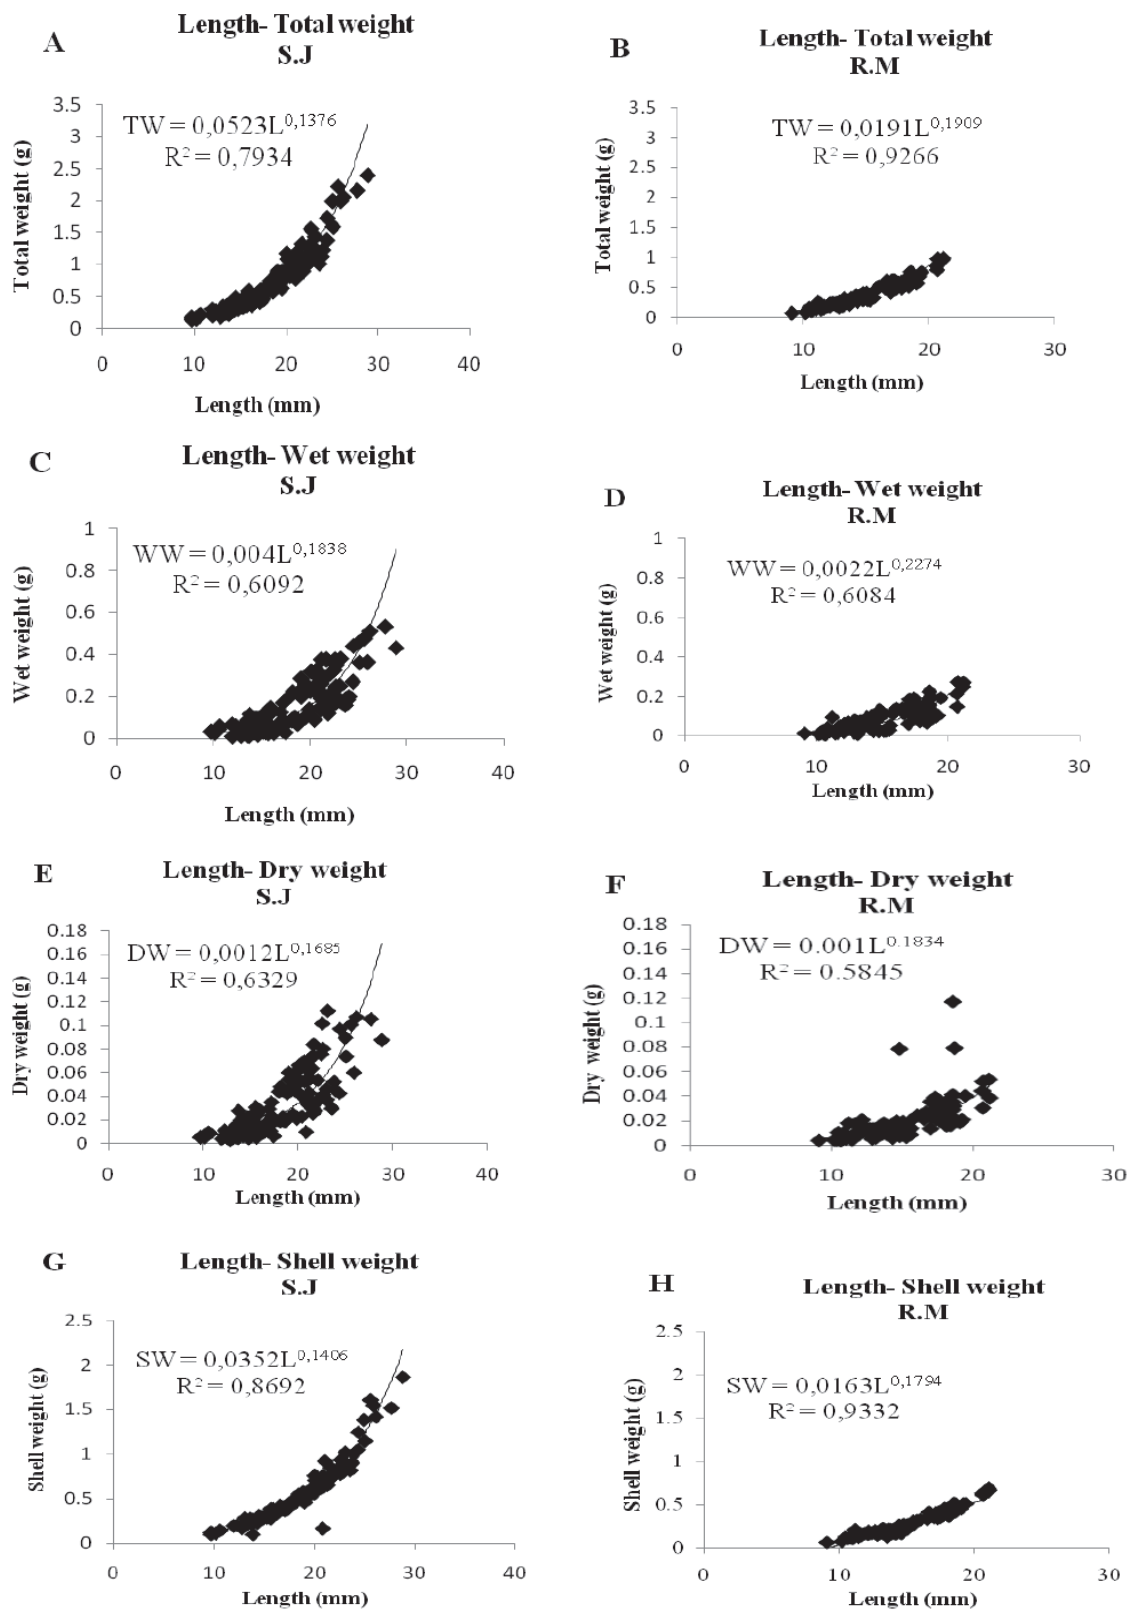 A
Length- Total weight
S.J
TW = 0,0523L^0,1376
R² = 0,7934
3.5
3
2.5
2
1.5
1
0.5
0
Total weight (g)
0 10 20 30 40
Length (mm)
B
Length- Total weight
R.M
TW = 0,0191L^0,1909
R² = 0,9266
3.5
3
2.5
2
1.5
1
0.5
0
Total weight (g)
0 10 20 30
Length (mm)
C
Length- Wet weight
S.J
WW = 0,004L^0,1838
R² = 0,6092
1
0.8
0.6
0.4
0.2
0
Wet weight (g)
0 10 20 30 40
Length (mm)
D
Length- Wet weight
R.M
WW = 0,0022L^0,2274
R² = 0,6084
1
0.8
0.6
0.4
0.2
0
Wet weight (g)
0 10 20 30
Length (mm)
E
Length- Dry weight
S.J
DW = 0,0012L^0,1685
R² = 0,6329
0.18
0.16
0.14
0.12
0.1
0.08
0.06
0.04
0.02
0
Dry weight (g)
0 10 20 30 40
Length (mm)
F
Length- Dry weight
R.M
DW = 0.001L^0.1834
R² = 0.5845
0.18
0.16
0.14
0.12
0.1
0.08
0.06
0.04
0.02
0
Dry weight (g)
0 10 20 30
Length (mm)
G
Length- Shell weight
S.J
SW = 0,0352L^0,1406
R² = 0,8692
2.5
2
1.5
1
0.5
0
Shell weight (g)
0 10 20 30 40
Length (mm)
H
Length- Shell weight
R.M
SW = 0,0163L^0,1794
R² = 0,9332
2.5
2
1.5
1
0.5
0
Shell weight (g)
0 10 20 30
Length (mm)